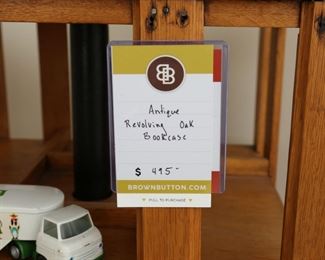 BB
Antique
Revolving Oak
Bookcase
$ 495-
BROWNBUTTON.COM
PULL TO PURCHASE